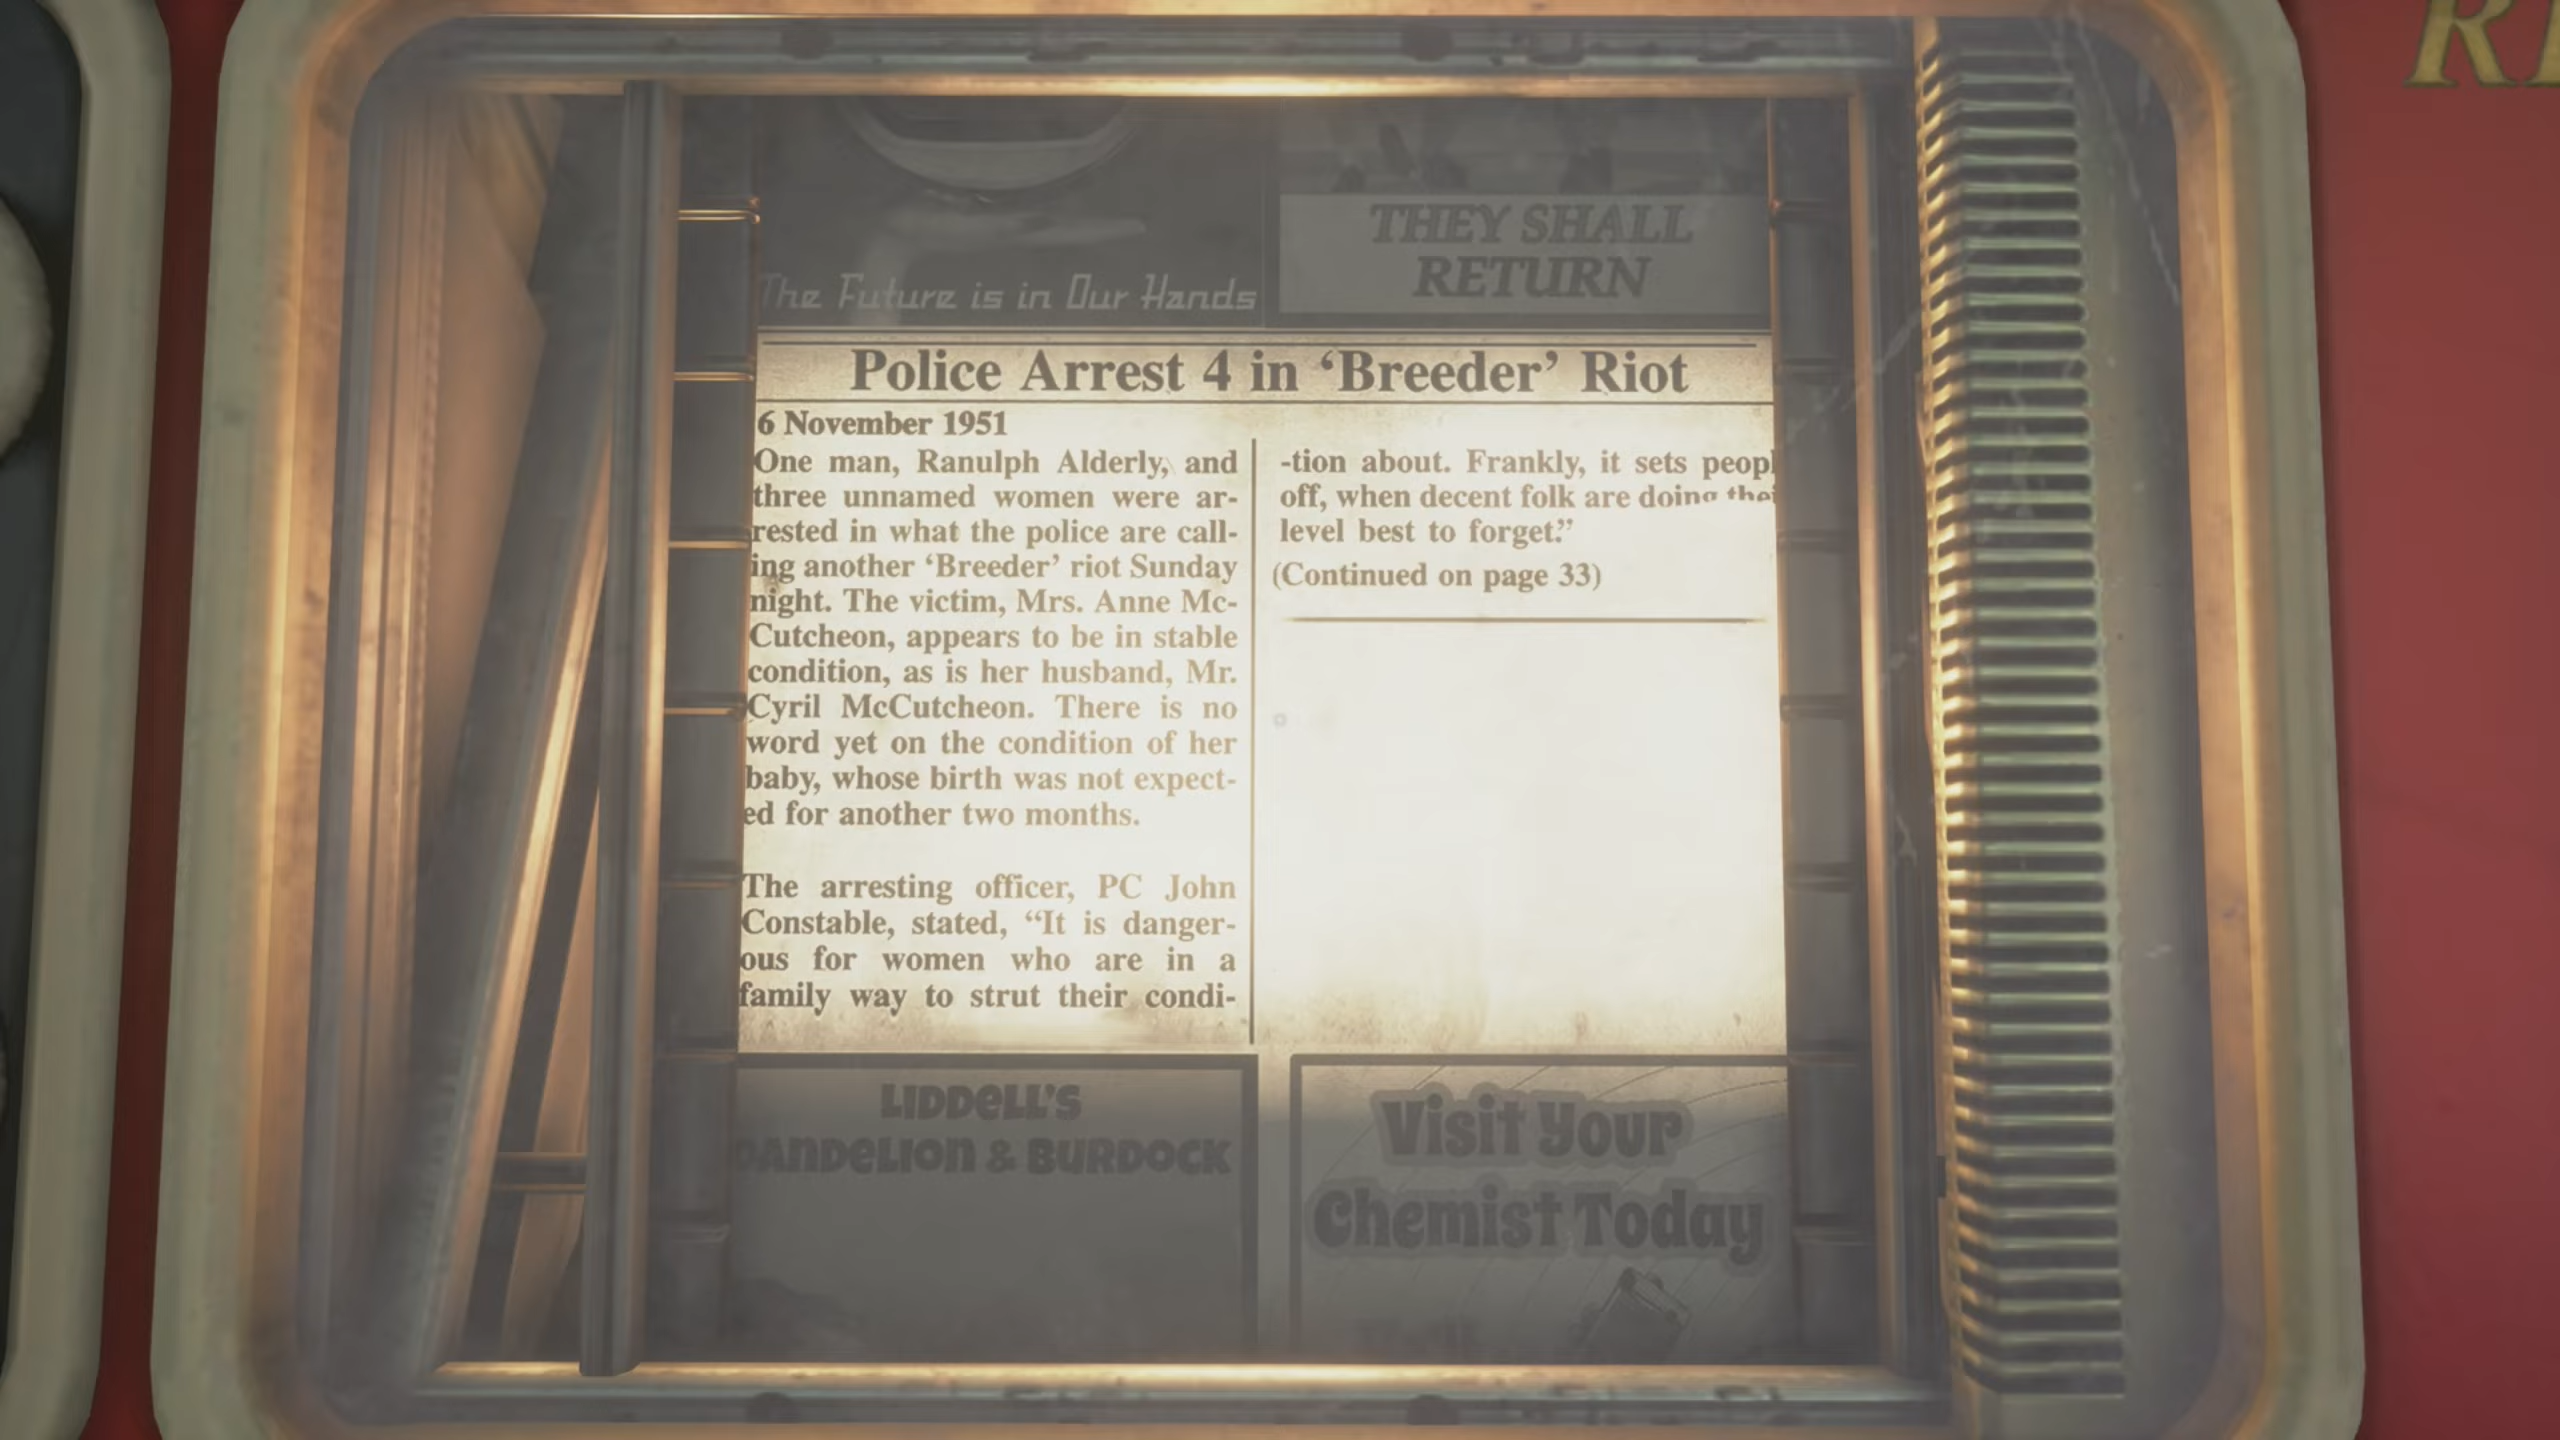 The Future is in Our Hands
THEY SHALL
RETURN
Police Arrest 4 in ‘Breeder’ Riot
6 November 1951
One man, Ranulph Alderly, and
three unnamed women were ar-
rested in what the police are call-
ing another ‘Breeder’ riot Sunday
night. The victim, Mrs. Anne Mc-
Cutcheon, appears to be in stable
condition, as is her husband, Mr.
Cyril McCutcheon. There is no
word yet on the condition of her
baby, whose birth was not expect-
ed for another two months.
The arresting officer, PC John
Constable, stated, “It is danger-
ous for women who are in a
family way to strut their condi-
-tion about. Frankly, it sets peopl
off, when decent folk are doing thei
level best to forget.”
(Continued on page 33)
LIDDELL'S
DANDELION & BURDOCK
Visit Your
Chemist Today